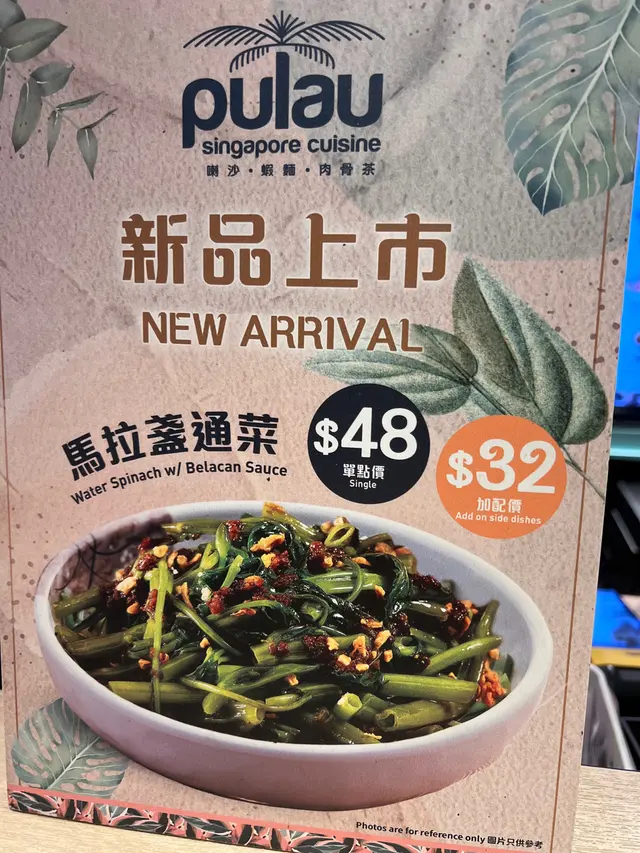 pulau
singapore cuisine
喇沙·蝦麵·肉骨茶
新品上市
NEW ARRIVAL
馬拉盞通菜
Water Spinach w/ Belacan Sauce
$48
單點價
Single
$32
加配價
Add on side dishes
Photos are for reference only 圖片只供參考